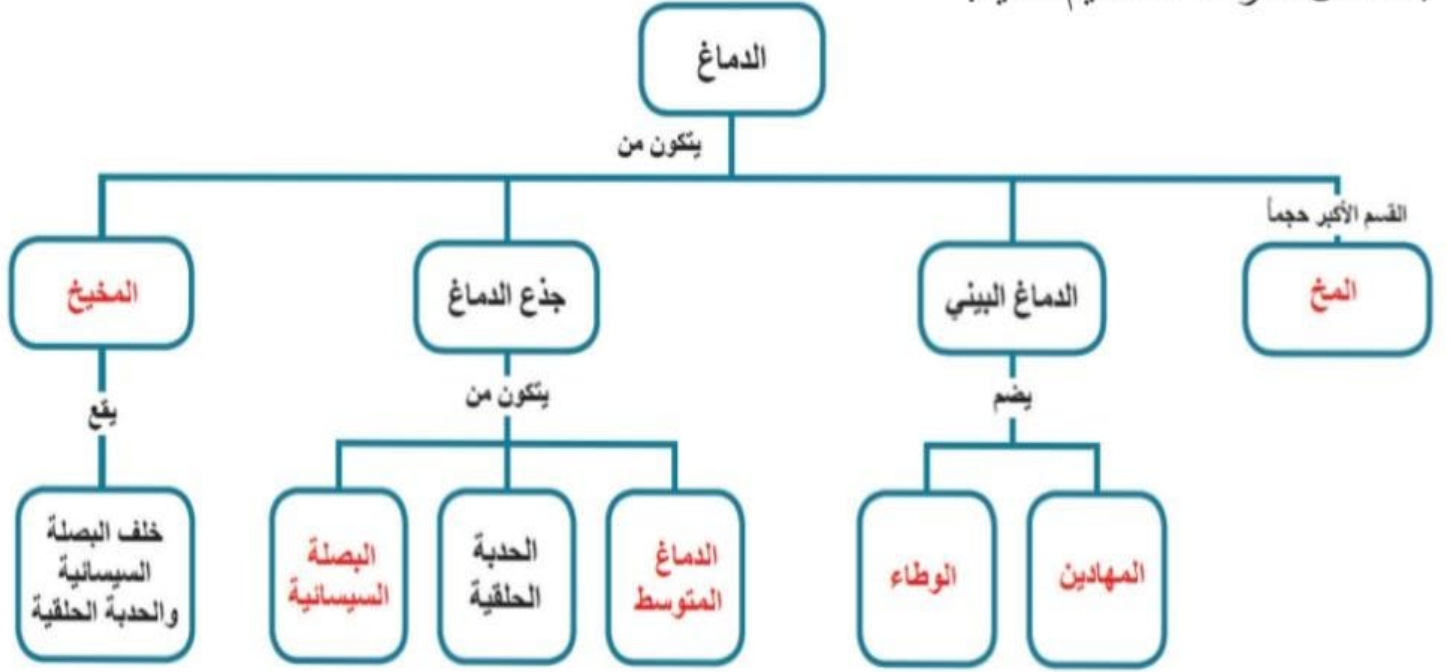 الدماغ
يتكون من
القسم الأكبر حجماً
المخ
الدماغ البيني
جذع الدماغ
المخيخ
يضم
يتكون من
يقع
المهادين
الوطاء
الدماغ
المتوسط
الحدبة
الحلقية
البصلة
السيسائية
خلف البصلة
السيسائية
والحدبة الحلقية